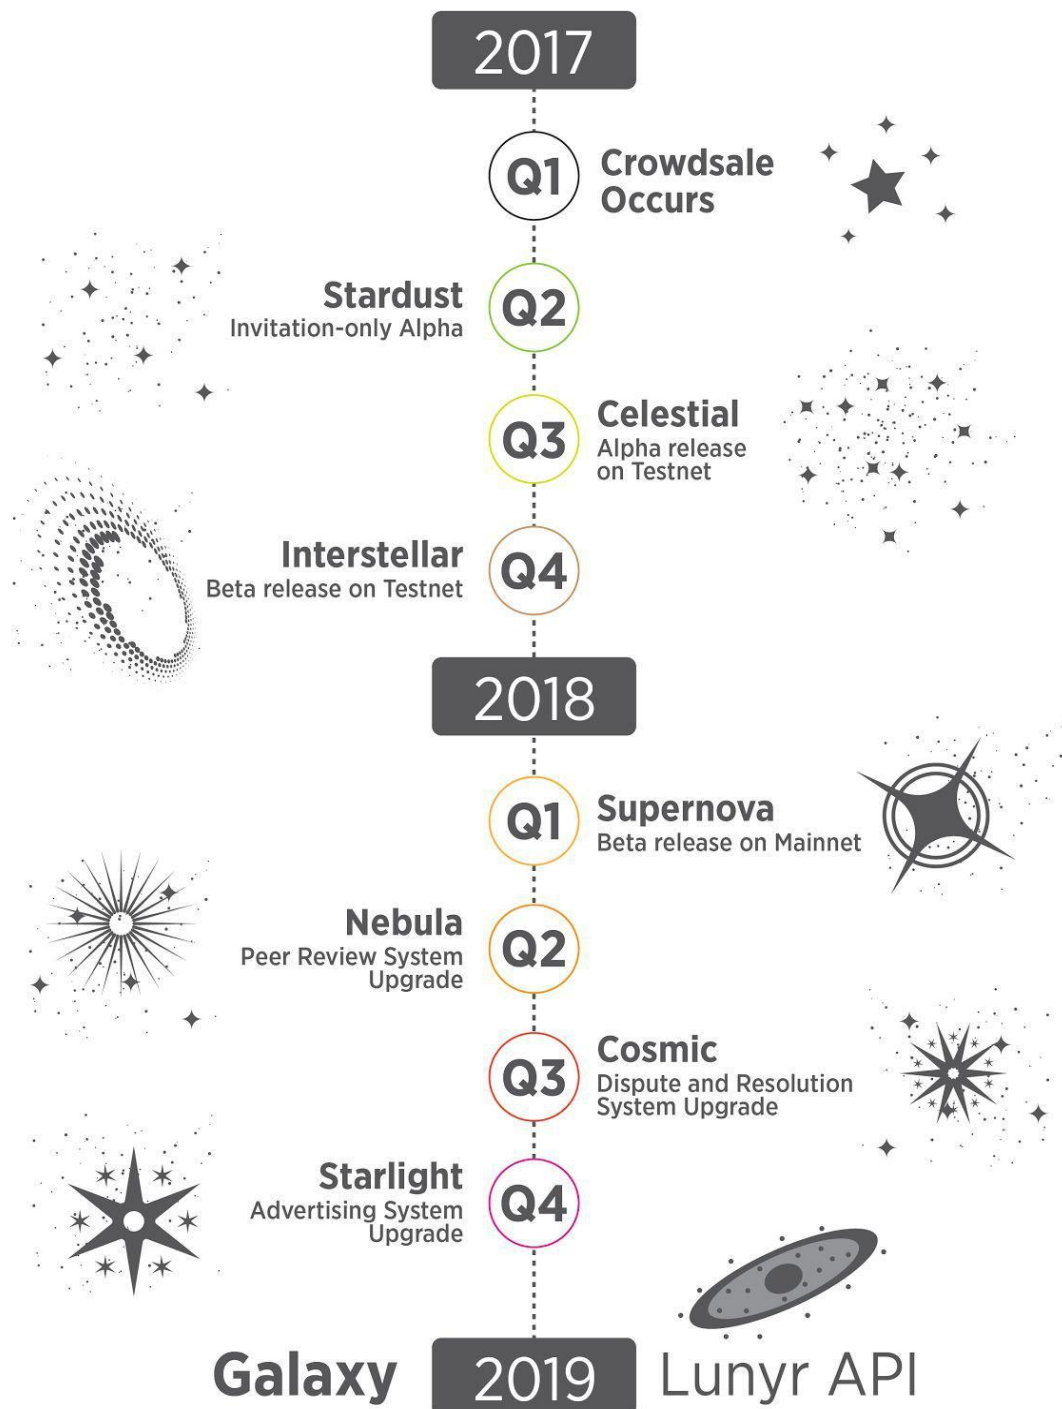 2017
Q1
Crowdsale
Occurs
Stardust
Invitation-only Alpha
Q2
Q3
Celestial
Alpha release
on Testnet
Interstellar
Beta release on Testnet
Q4
2018
Q1
Supernova
Beta release on Mainnet
Nebula
Peer Review System
Upgrade
Q2
Q3
Cosmic
Dispute and Resolution
System Upgrade
Starlight
Advertising System
Upgrade
Q4
Galaxy 2019 Lunyr API